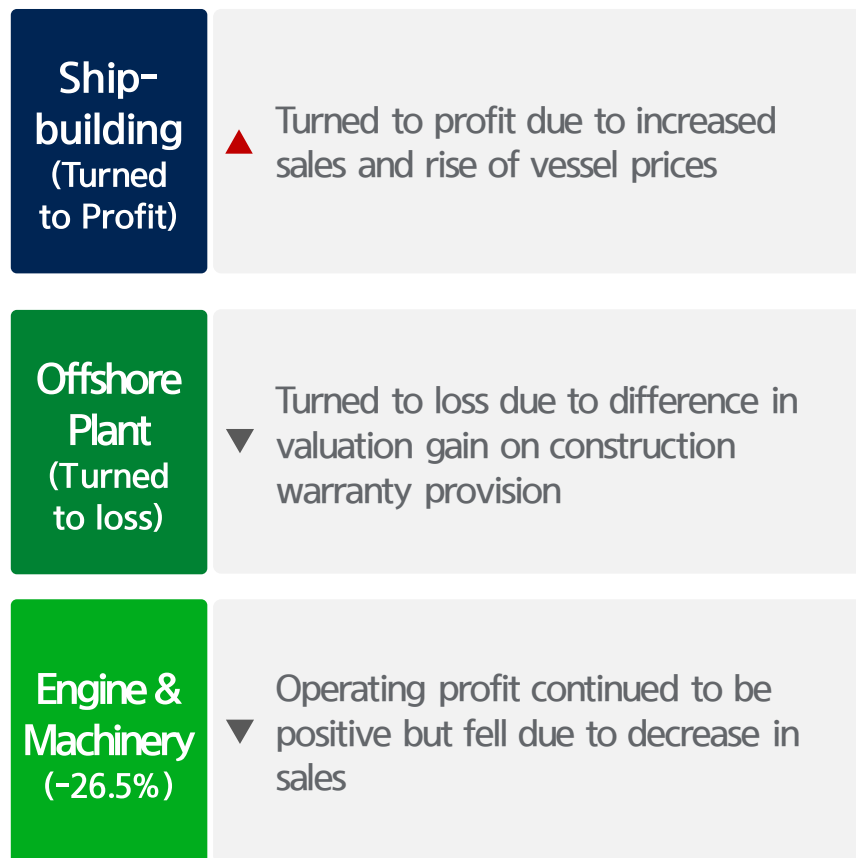 Ship-
building
(Turned
to Profit)
▲ Turned to profit due to increased
sales and rise of vessel prices
Offshore
Plant
(Turned
to loss)
▼ Turned to loss due to difference in
valuation gain on construction
warranty provision
Engine &
Machinery
(-26.5%)
▼ Operating profit continued to be
positive but fell due to decrease in
sales